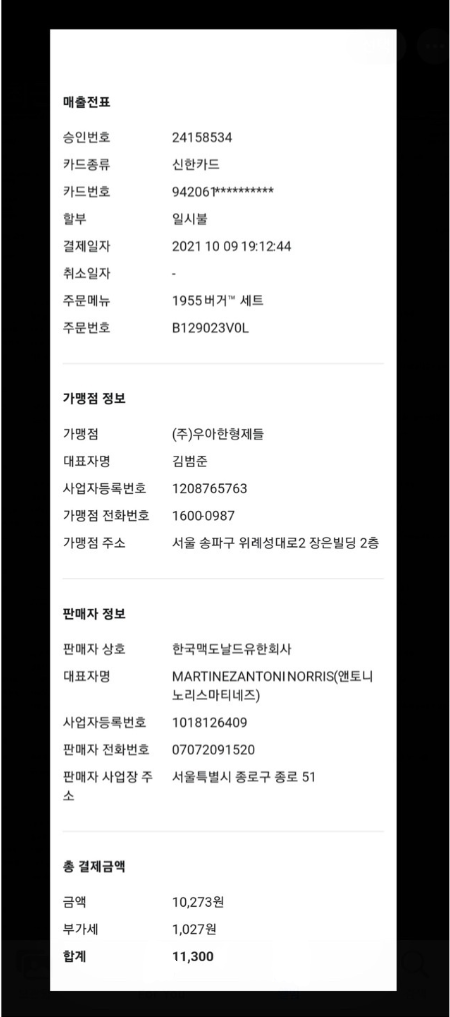 매출전표
승인번호 24158534
카드종류 신한카드
카드번호 942061**********
할부 일시불
결제일자 2021 10 09 19:12:44
취소일자 -
주문메뉴 1955 버거™ 세트
주문번호 B129023V0L
가맹점 정보
가맹점 (주)우아한형제들
대표자명 김범준
사업자등록번호 1208765763
가맹점 전화번호 1600-0987
가맹점 주소 서울 송파구 위례성대로2 장은빌딩 2층
판매자 정보
판매자 상호 한국맥도날드유한회사
대표자명 MARTINEZANTONI NORRIS(앤토니
노리스마티네즈)
사업자등록번호 1018126409
판매자 전화번호 07072091520
판매자 사업장 주 서울특별시 종로구 종로 51
소
총 결제금액
금액 10,273원
부가세 1,027원
합계 11,300